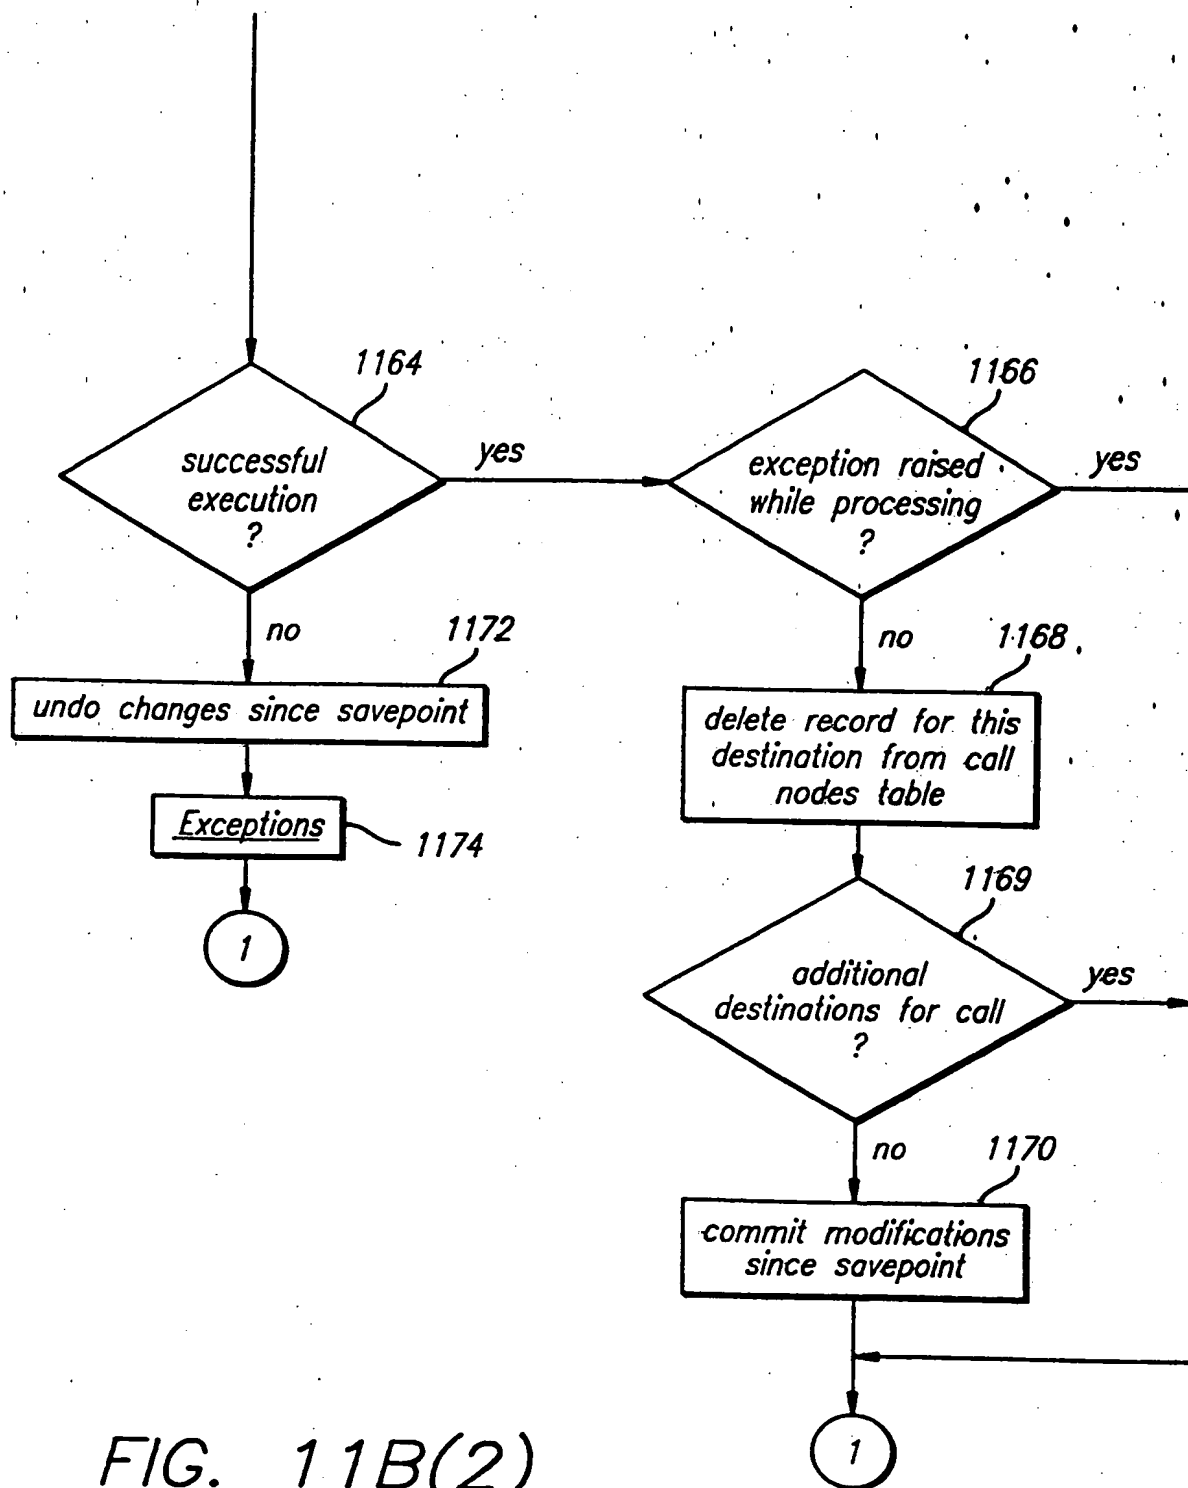 1164
successful
execution
?
yes
1166
exception raised
while processing
?
yes
no
1172
undo changes since savepoint
Exceptions
1174
1
no
1168
delete record for this
destination from call
nodes table
1169
additional
destinations for call
?
yes
no
1170
commit modifications
since savepoint
1
FIG. 11B(2)